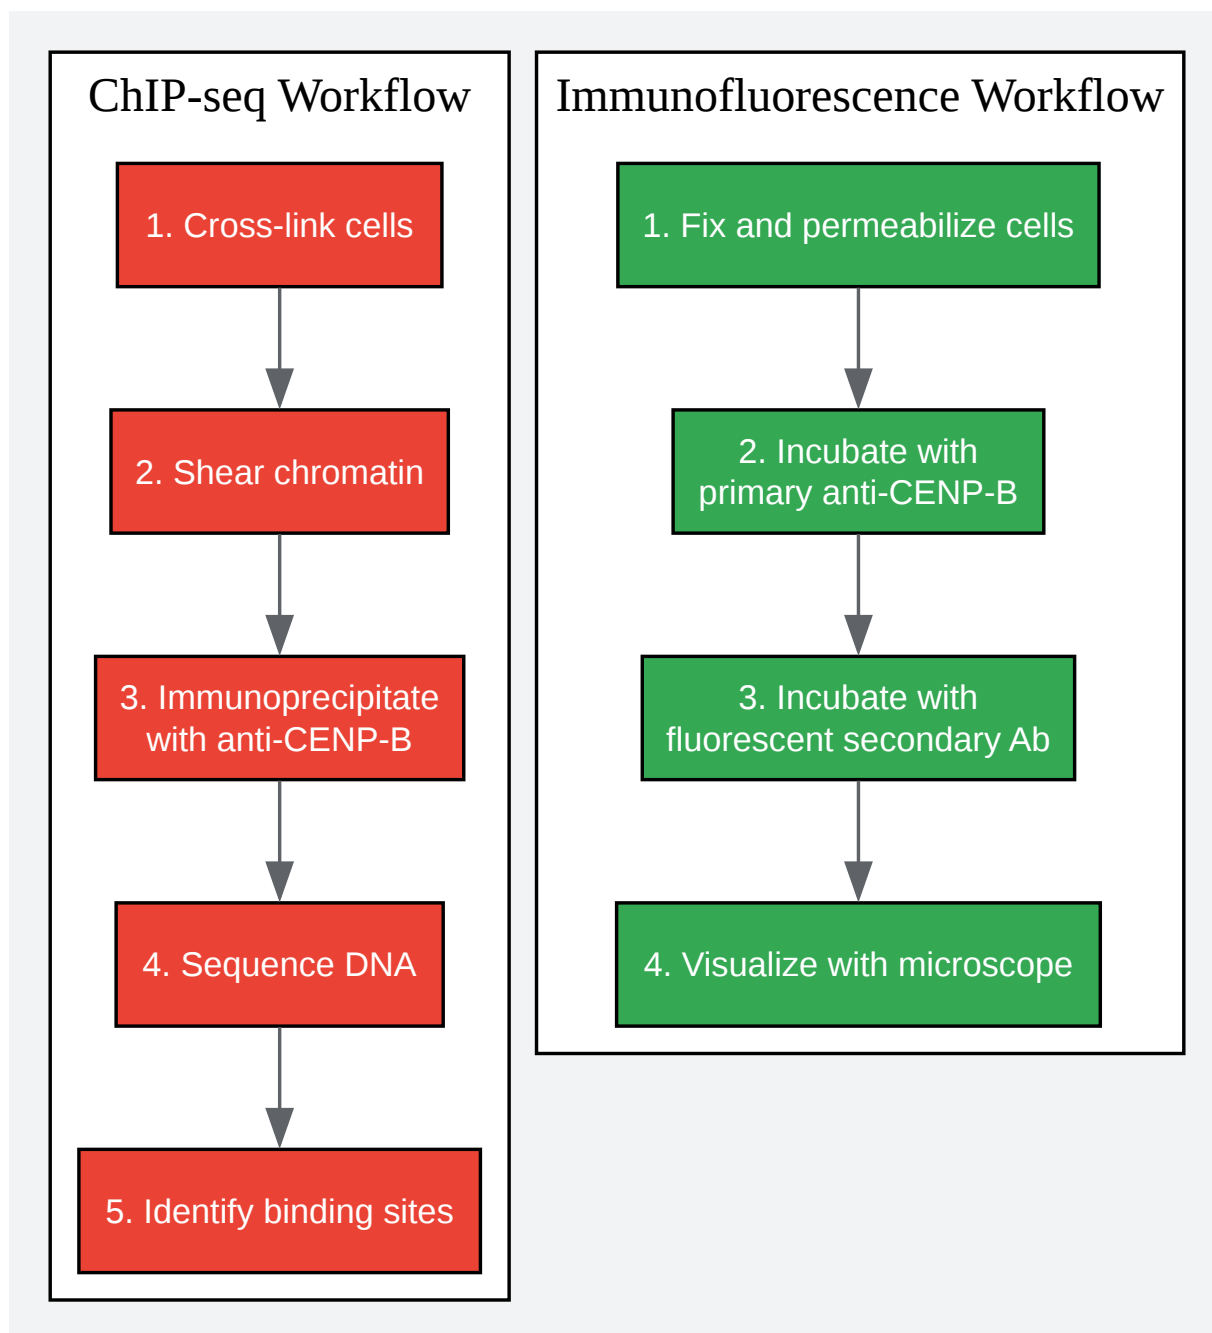 ChIP-seq Workflow
1. Cross-link cells
2. Shear chromatin
3. Immunoprecipitate
with anti-CENP-B
4. Sequence DNA
5. Identify binding sites
Immunofluorescence Workflow
1. Fix and permeabilize cells
2. Incubate with
primary anti-CENP-B
3. Incubate with
fluorescent secondary Ab
4. Visualize with microscope